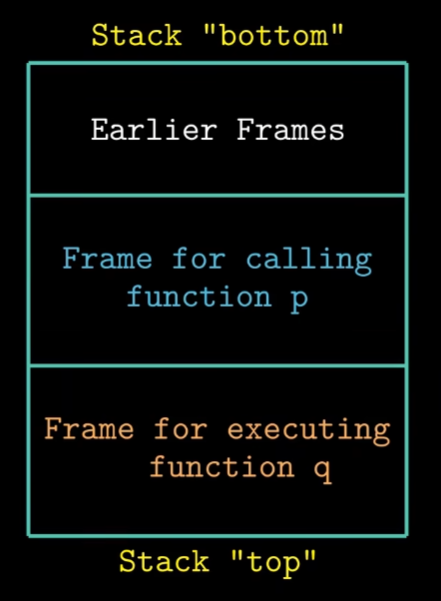 Stack "bottom"
Earlier Frames
Frame for calling
function p
Frame for executing
function q
Stack "top"